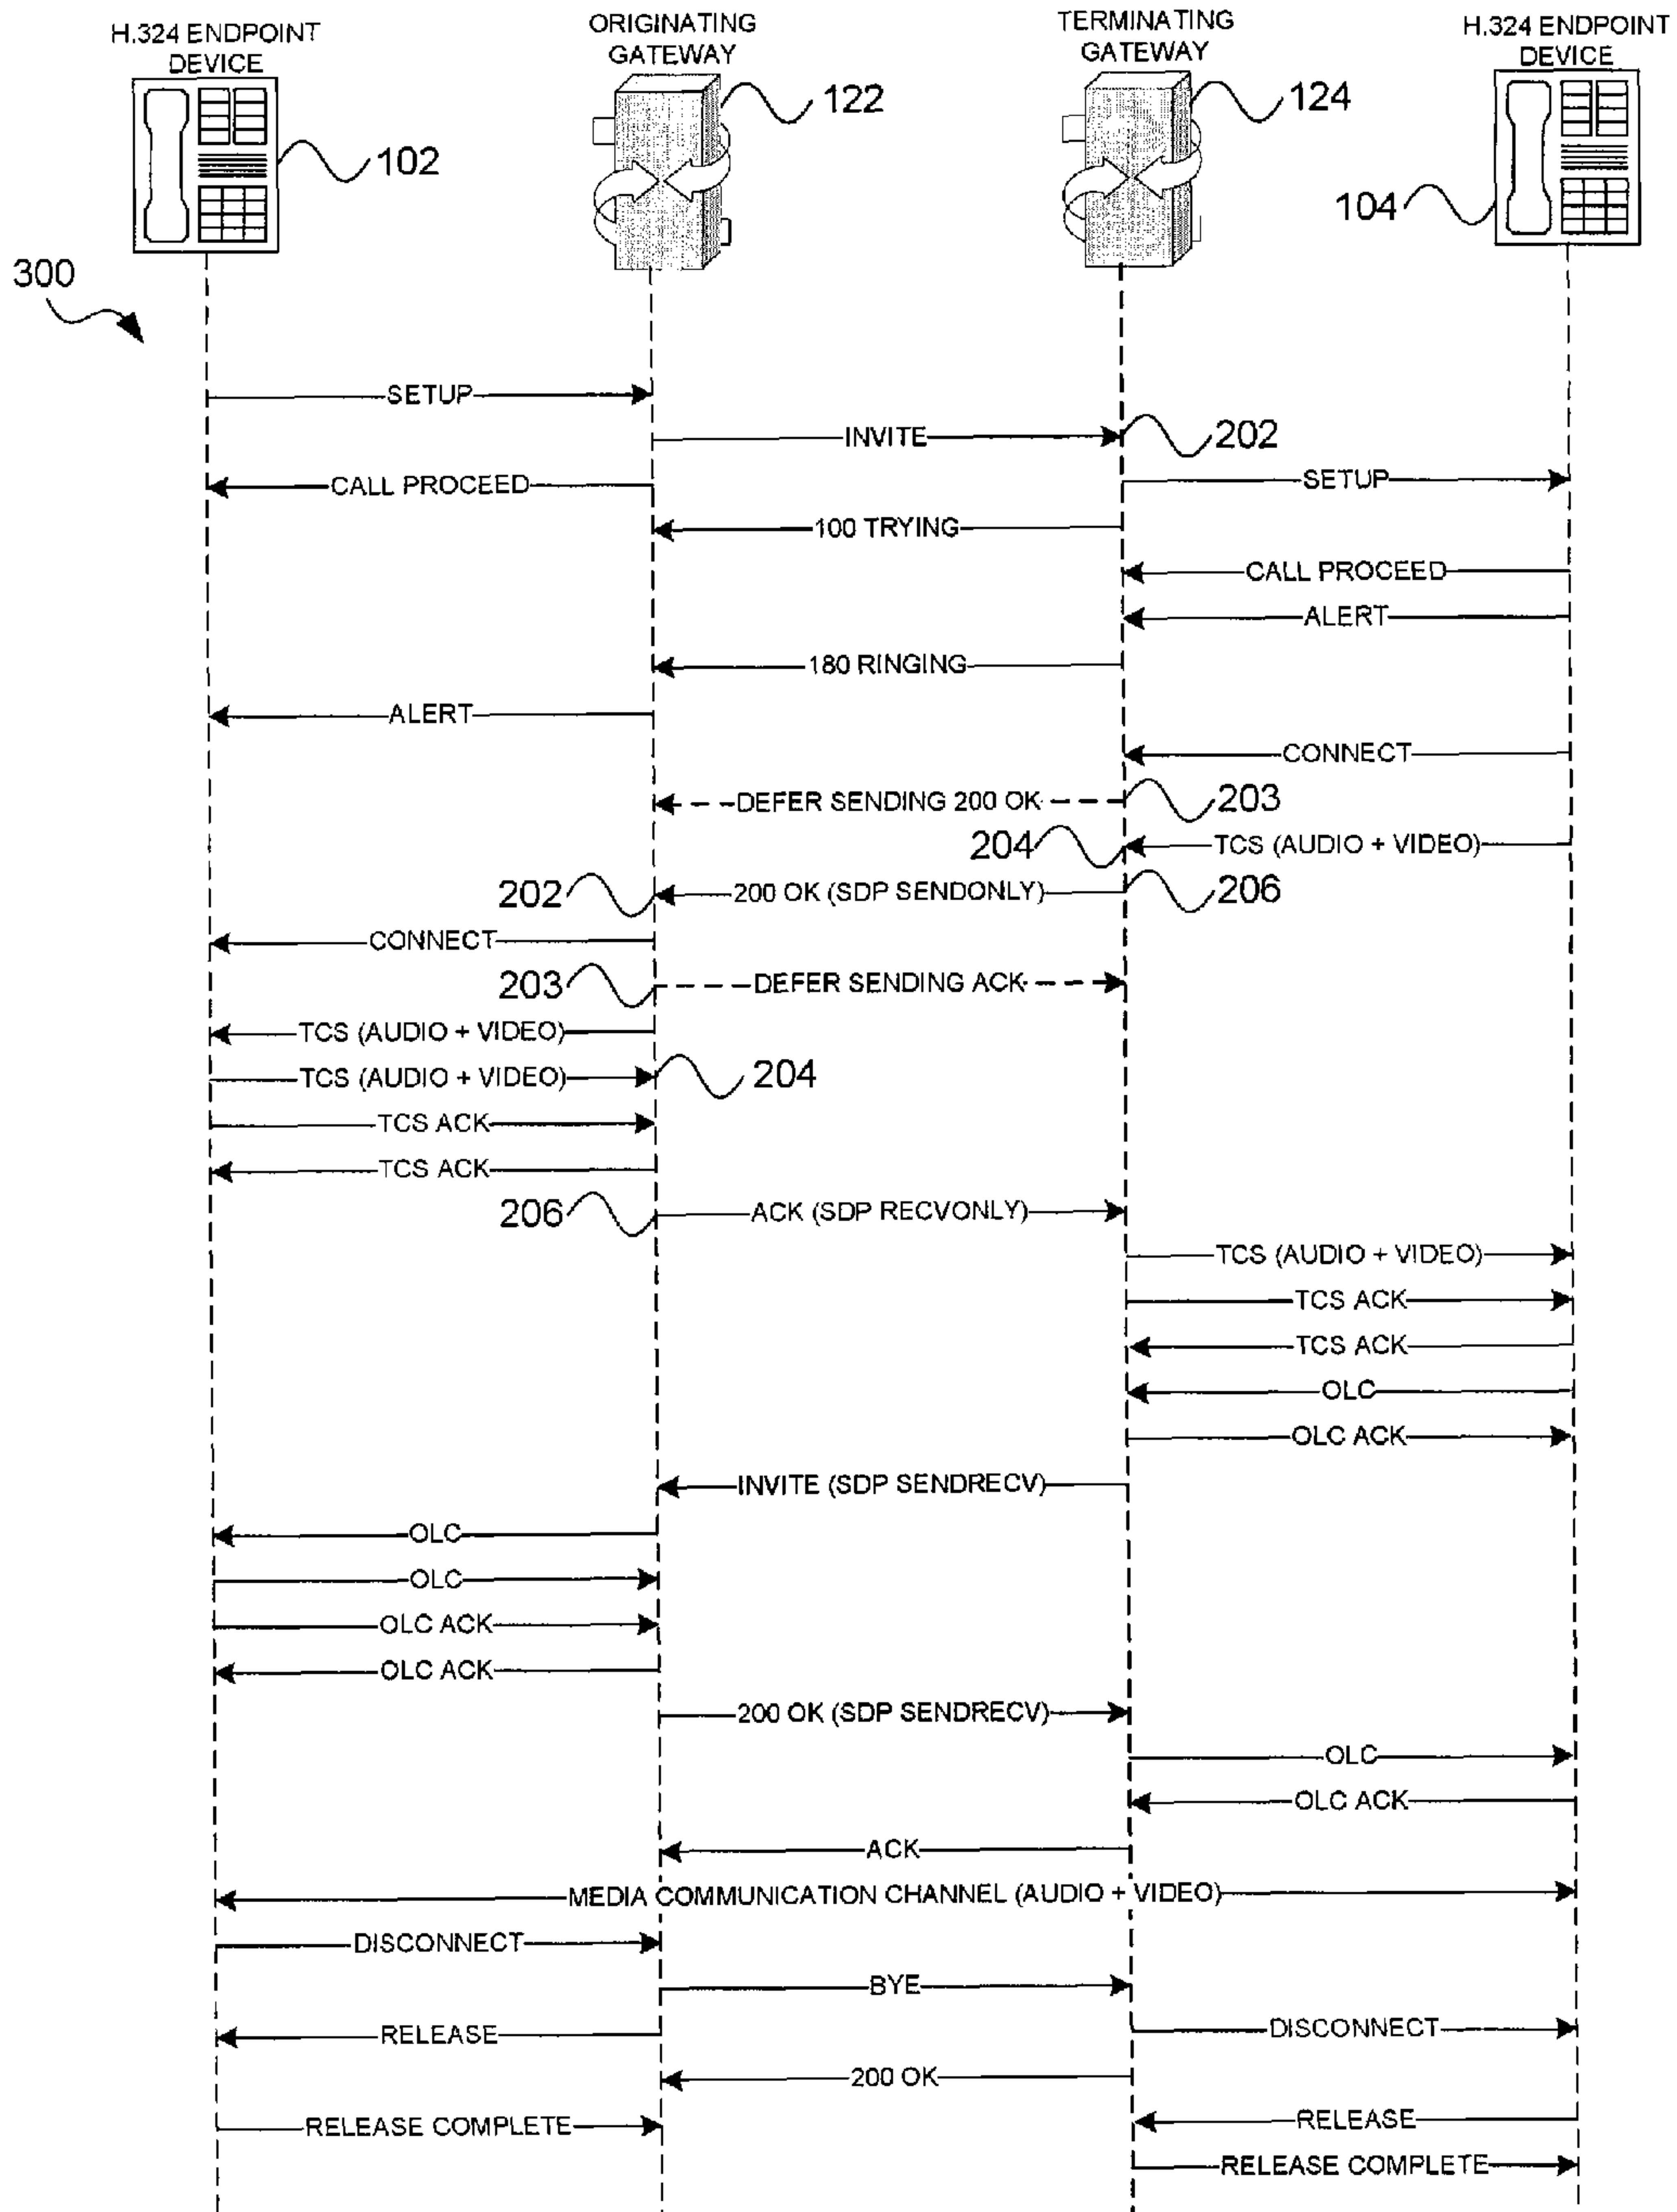 H.324 ENDPOINT
DEVICE
ORIGINATING
GATEWAY
TERMINATING
GATEWAY
H.324 ENDPOINT
DEVICE
122
124
102
104
300
SETUP
INVITE
202
CALL PROCEED
SETUP
100 TRYING
CALL PROCEED
ALERT
180 RINGING
ALERT
CONNECT
DEFER SENDING 200 OK
203
204
TCS (AUDIO + VIDEO)
202
200 OK (SDP SENDONLY)
206
CONNECT
203
DEFER SENDING ACK
TCS (AUDIO + VIDEO)
TCS (AUDIO + VIDEO)
204
TCS ACK
TCS ACK
206
ACK (SDP RECVONLY)
TCS (AUDIO + VIDEO)
TCS ACK
TCS ACK
OLC
OLC ACK
INVITE (SDP SENDRECV)
OLC
OLC
OLC ACK
OLC ACK
200 OK (SDP SENDRECV)
OLC
OLC ACK
ACK
MEDIA COMMUNICATION CHANNEL (AUDIO + VIDEO)
DISCONNECT
BYE
RELEASE
DISCONNECT
200 OK
RELEASE COMPLETE
RELEASE
RELEASE COMPLETE